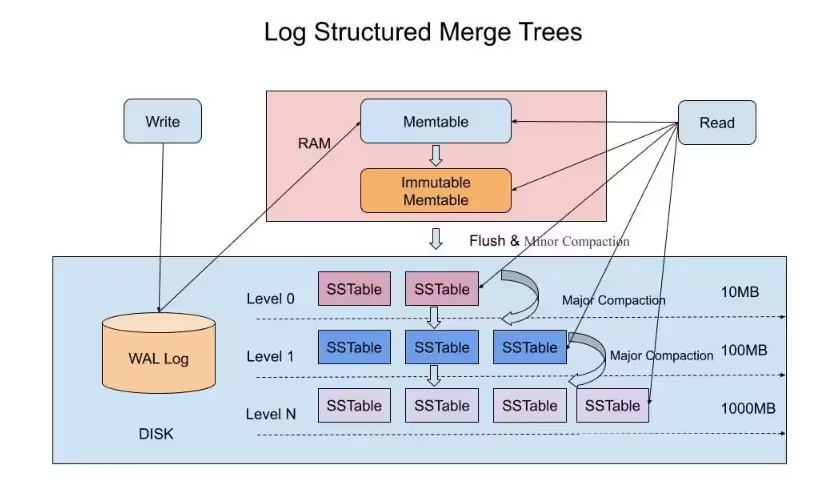 Log Structured Merge Trees
Write
RAM
Memtable
Read
Immutable
Memtable
Flush & Minor Compaction
Level 0
SSTable
SSTable
Major Compaction
10MB
WAL Log
Level 1
SSTable
SSTable
SSTable
Major Compaction
100MB
Level N
SSTable
SSTable
SSTable
SSTable
1000MB
DISK